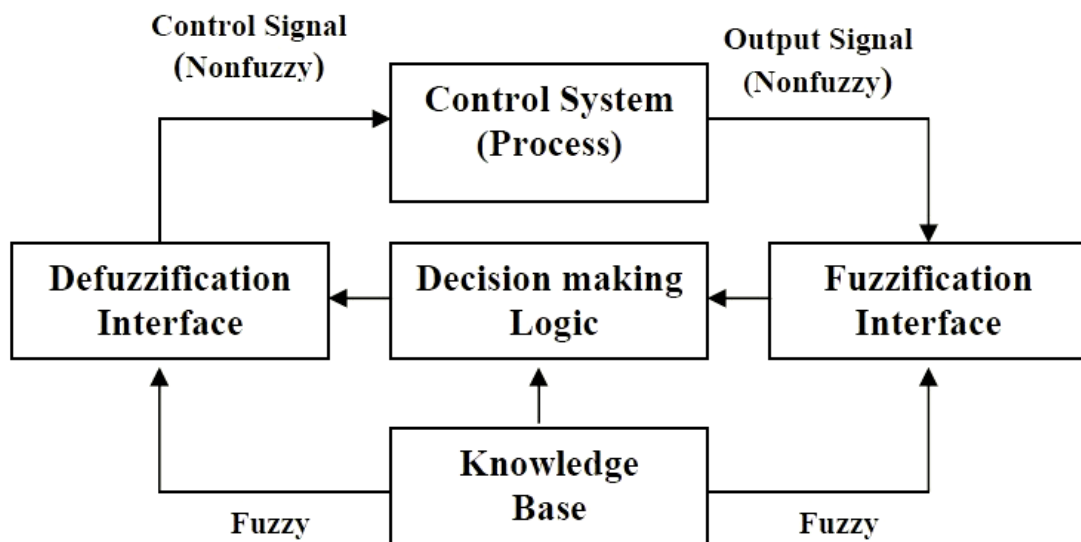 Control Signal
(Nonfuzzy)
Output Signal
(Nonfuzzy)
Control System
(Process)
Defuzzification
Interface
Decision making
Logic
Fuzzification
Interface
Knowledge
Base
Fuzzy
Fuzzy